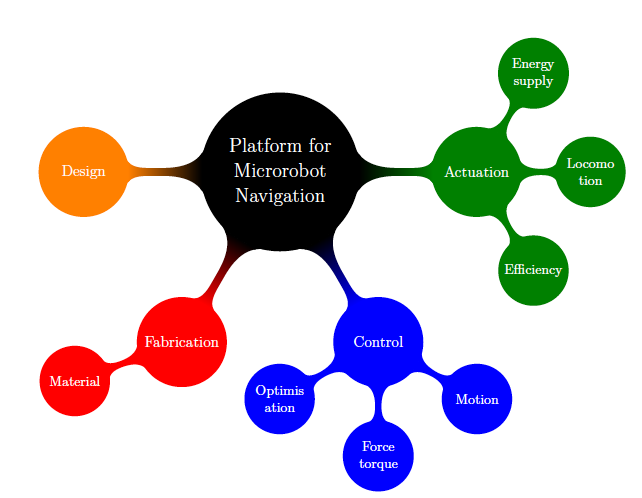 Platform for
Microrobot
Navigation
Design
Actuation
Energy
supply
Locomo
tion
Efficiency
Fabrication
Material
Control
Optimis
ation
Force
torque
Motion